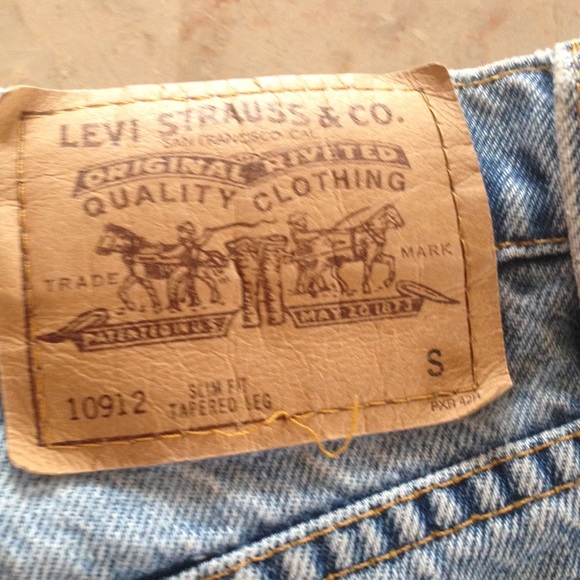 LEVI STRAUSS & CO.
SAN FRANCISCO CAL
ORIGINAL RIVETED
QUALITY CLOTHING
TRADE MARK
PATENTED IN U.S. MAY 20 1873
S
10912 SLIM FIT
TAPERED LEG